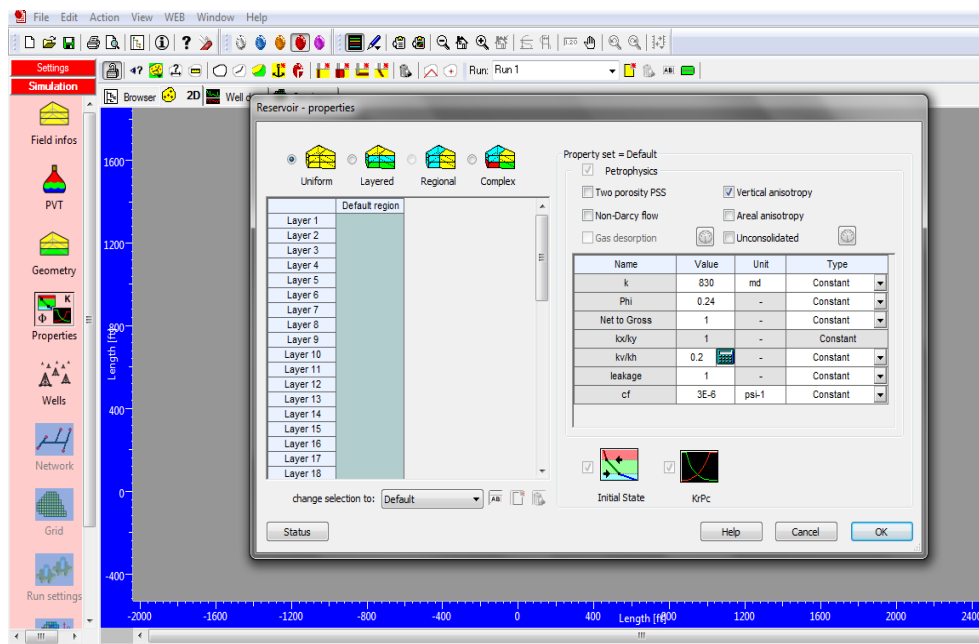 File Edit Action View WEB Window Help
Settings
Run: Run 1
Simulation
Browser 2D Well
Field infos
PVT
Geometry
Properties
Wells
Network
Grid
Run settings
Length [ft]
1600
1200
800
400
0
-400
-2000 -1600 -1200 -800 -400 0 400 Length [ft] 800 1200 1600 2000 2400
Reservoir - properties
Uniform Layered Regional Complex
Default region
Layer 1
Layer 2
Layer 3
Layer 4
Layer 5
Layer 6
Layer 7
Layer 8
Layer 9
Layer 10
Layer 11
Layer 12
Layer 13
Layer 14
Layer 15
Layer 16
Layer 17
Layer 18
change selection to: Default AB
Status
Property set = Default
Petrophysics
Two porosity PSS Vertical anisotropy
Non-Darcy flow Areal anisotropy
Gas desorption Unconsolidated
Name Value Unit Type
k 830 md Constant
Phi 0.24 - Constant
Net to Gross 1 - Constant
kx/ky 1 - Constant
kv/kh 0.2 - Constant
leakage 1 - Constant
cf 3E-6 psi-1 Constant
Initial State KrPc
Help Cancel OK